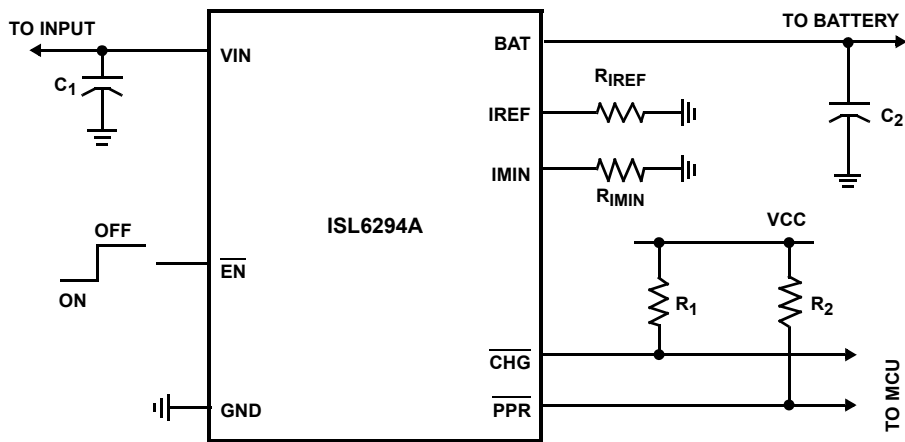 TO INPUT
C1
VIN
BAT
TO BATTERY
RIREF
IREF
C2
IMIN
RIMIN
ISL6294A
VCC
OFF
ON
EN
R1
R2
CHG
GND
PPR
TO MCU